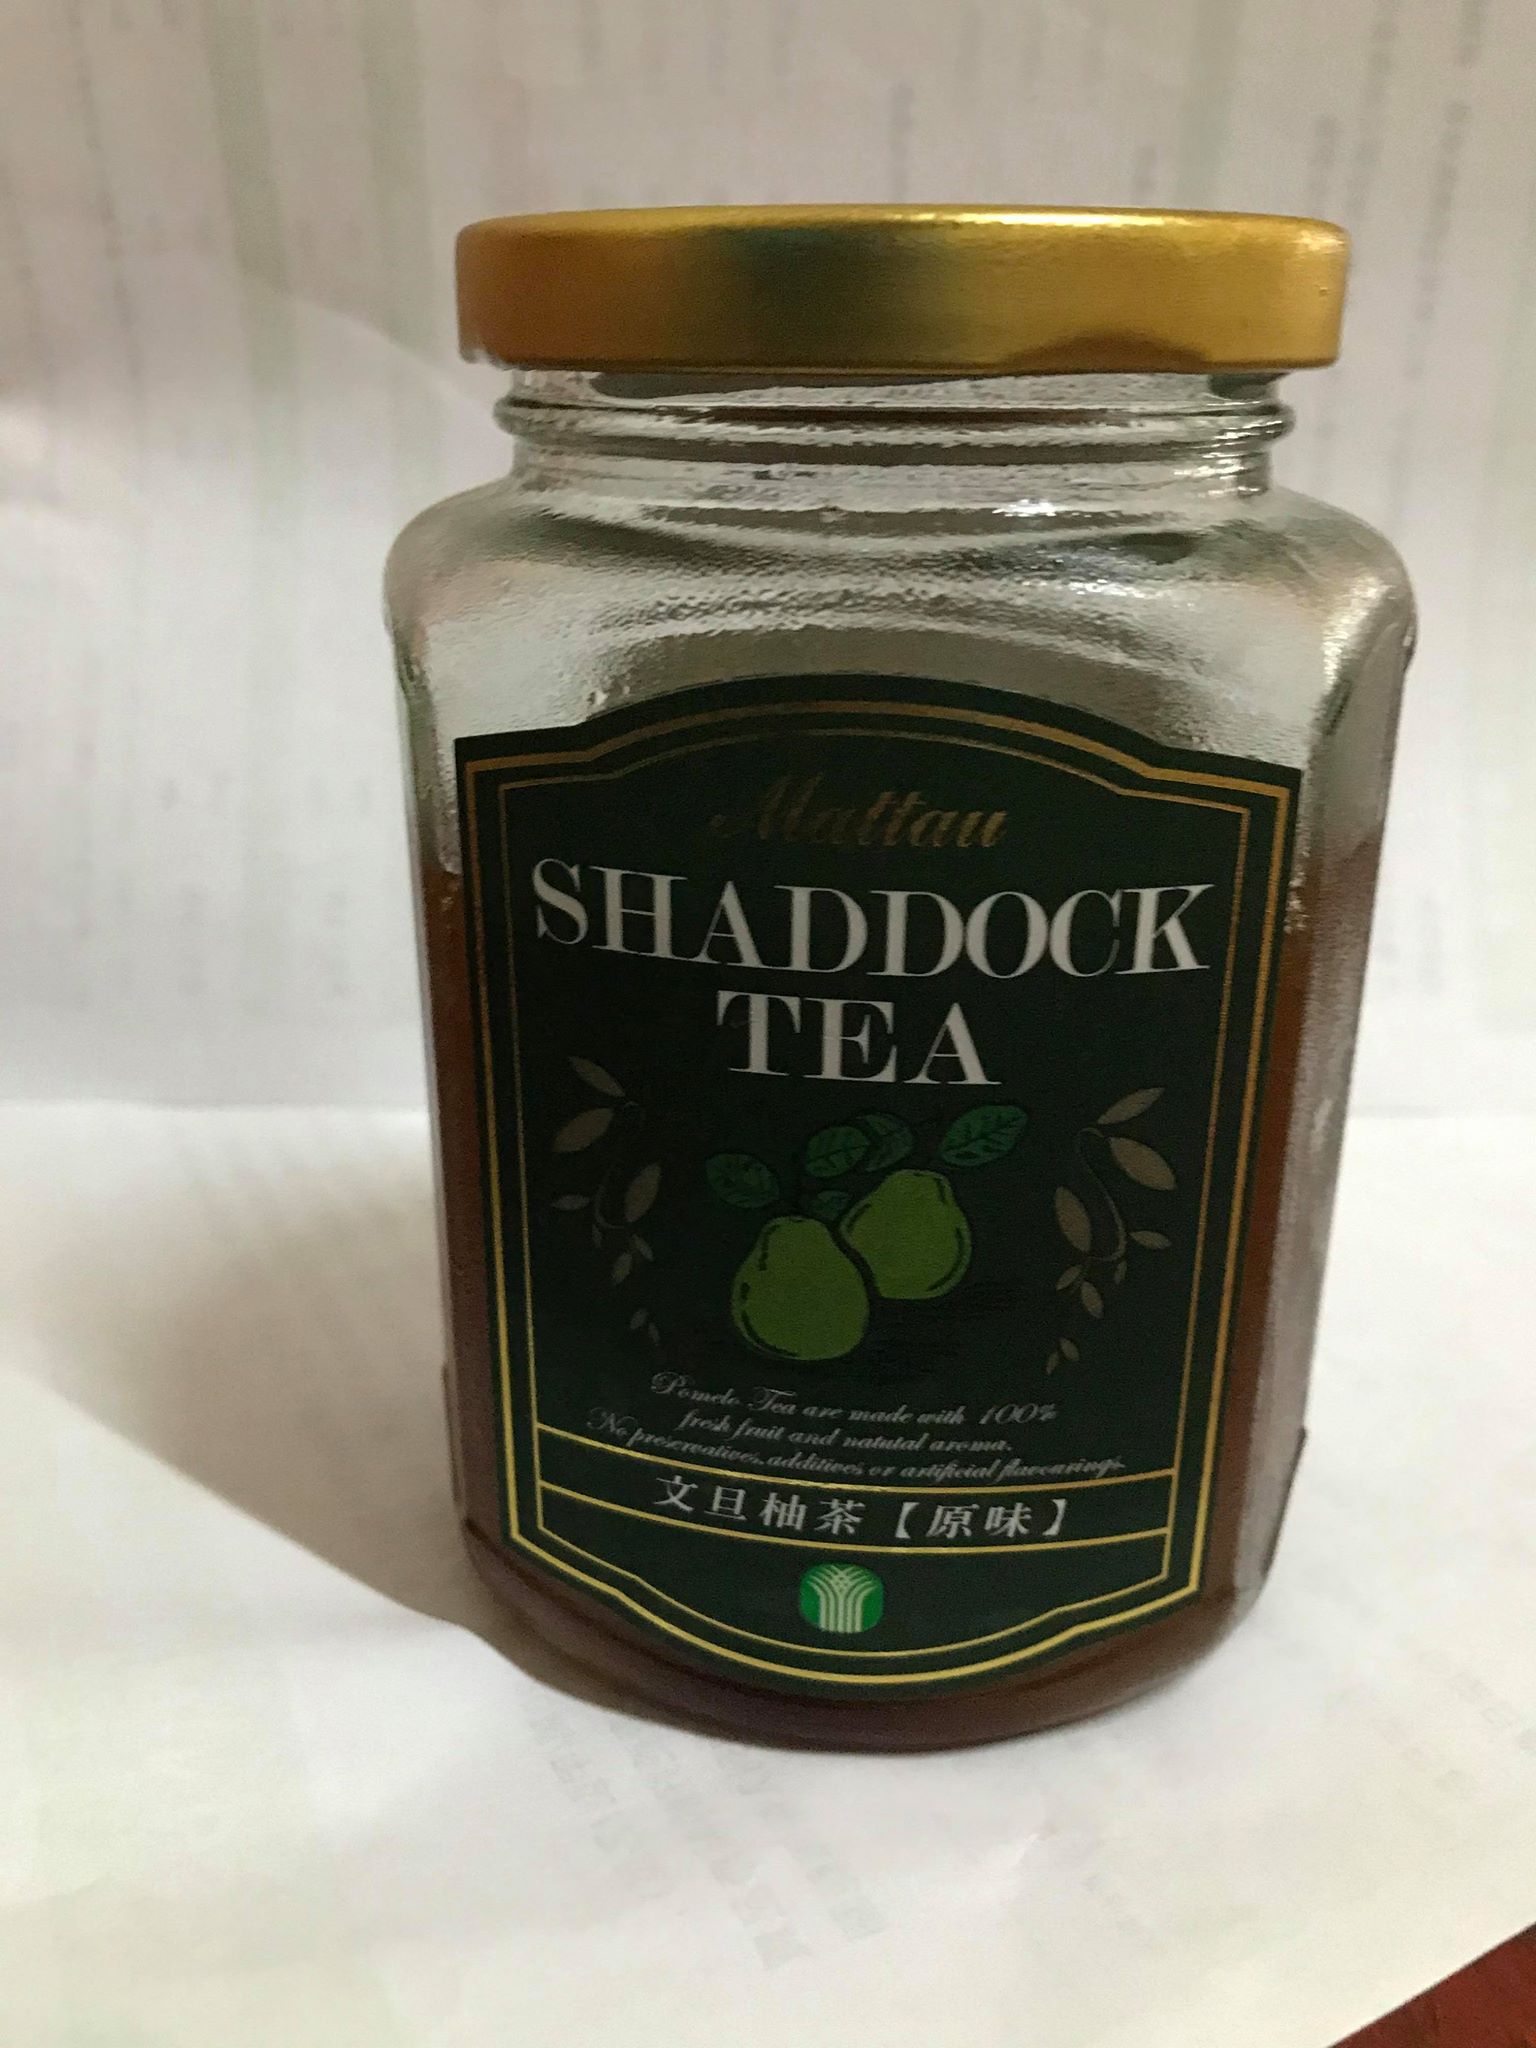 Mattau
SHADDOCK
TEA
Pomelo Tea are made with 100%
fresh fruit and natutal aroma.
No preservatives, additives or artificial flavourings.
文旦柚茶【原味】